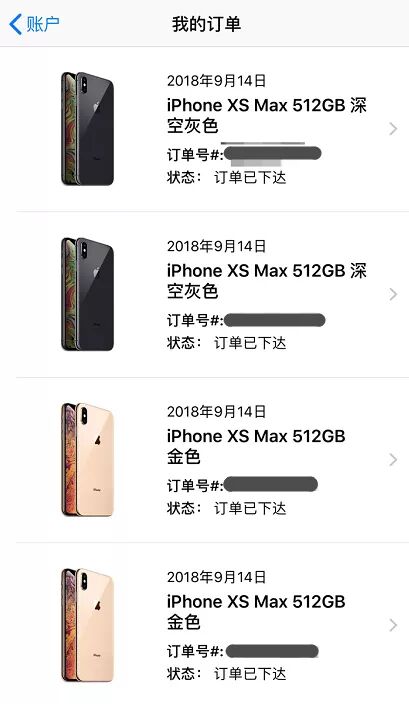 账户
我的订单
2018年9月14日
iPhone XS Max 512GB 深
空灰色
订单号#:
状态： 订单已下达
2018年9月14日
iPhone XS Max 512GB 深
空灰色
订单号#:
状态： 订单已下达
2018年9月14日
iPhone XS Max 512GB
金色
订单号#:
状态： 订单已下达
2018年9月14日
iPhone XS Max 512GB
金色
订单号#:
状态： 订单已下达